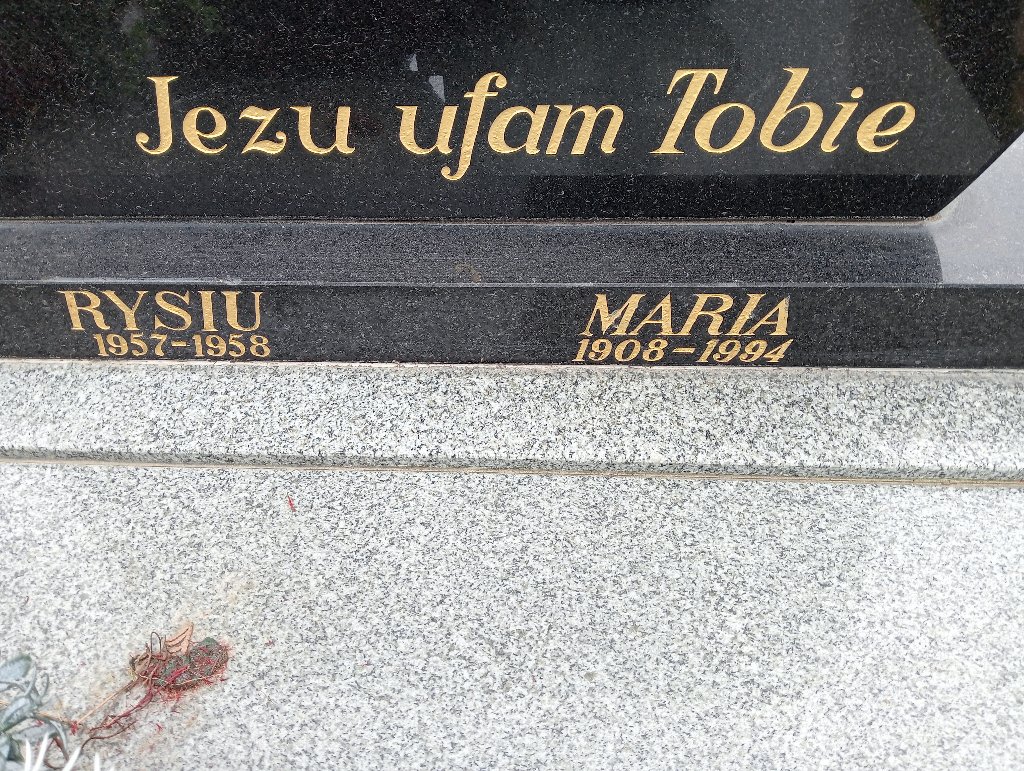 Jezu ufam Tobie
RYSIU MARIA
1957-1958 1908-1994